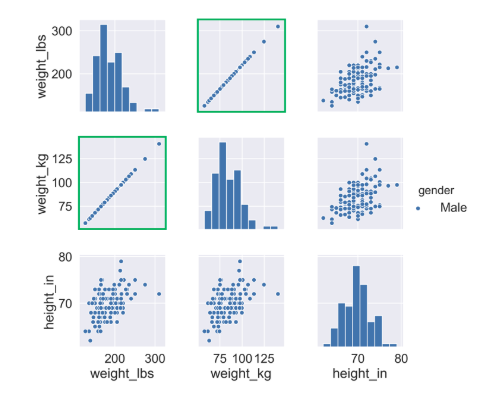 300
200
weight_lbs
125
100
75
weight_kg
gender
Male
80
70
height_in
200 300
75 100 125
70 80
weight_lbs
weight_kg
height_in